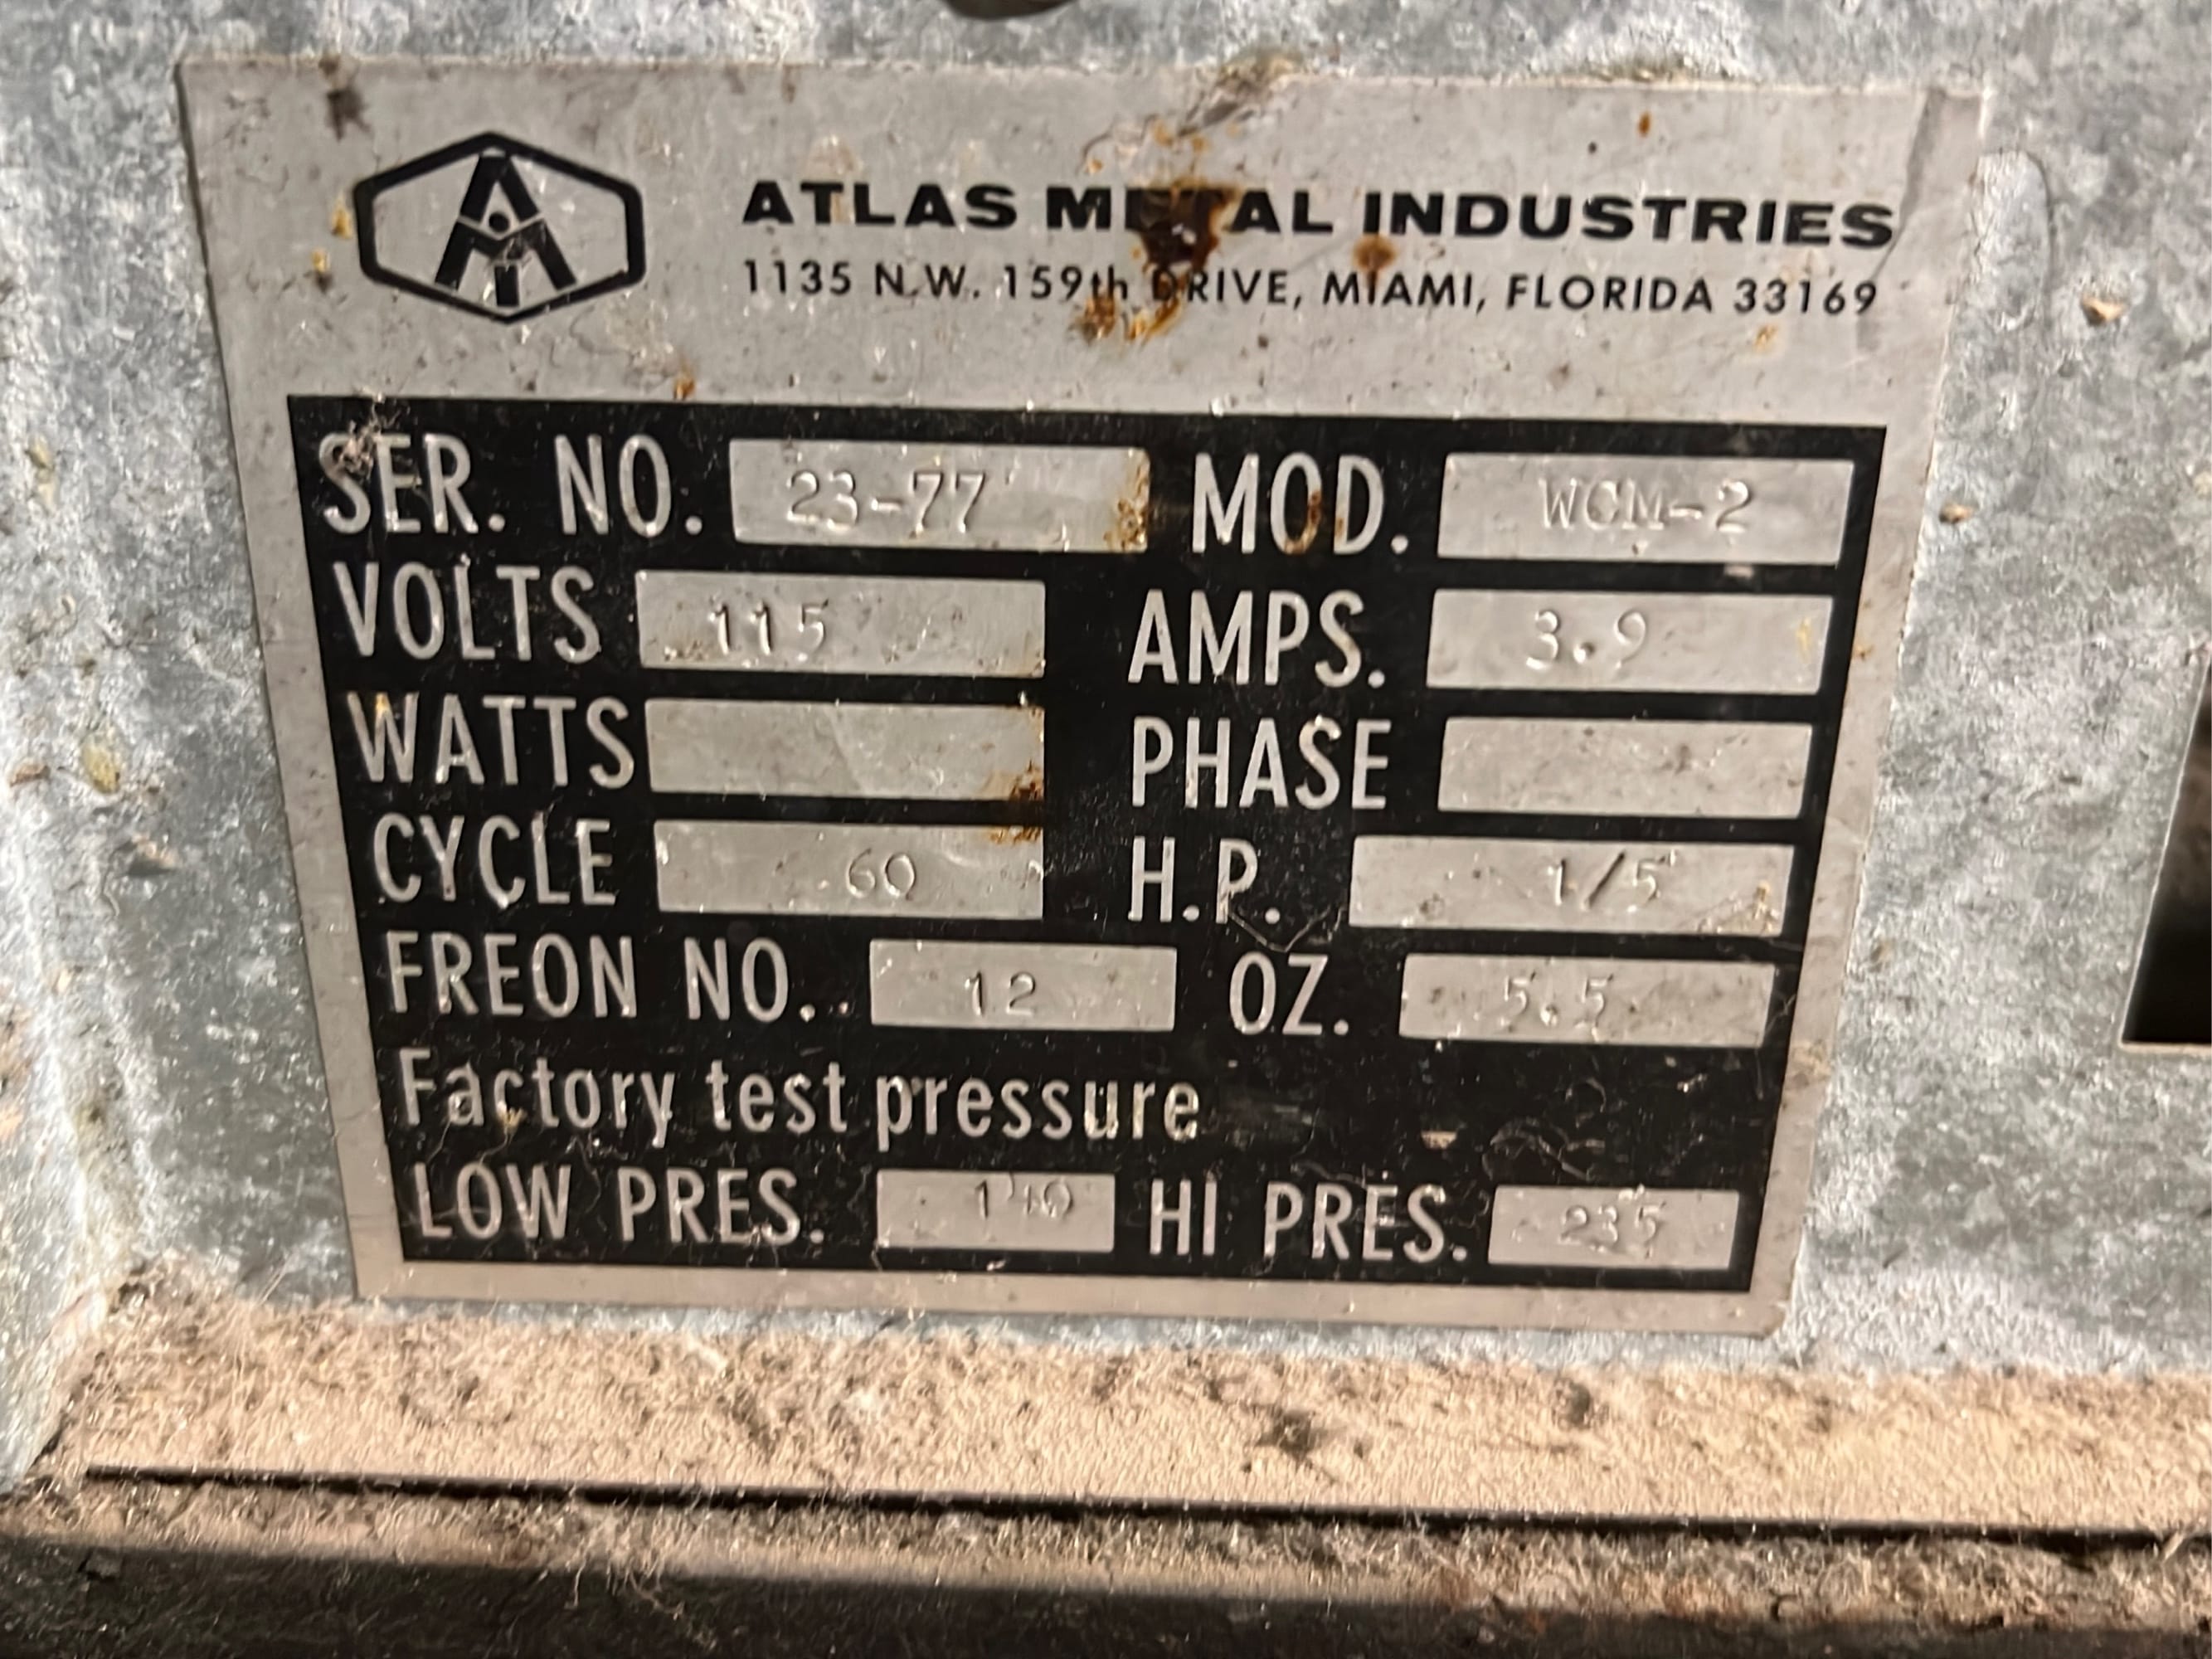 ATLAS METAL INDUSTRIES
1135 N.W. 159th DRIVE, MIAMI, FLORIDA 33169
SER. NO. 23-77 MOD. WCM-2
VOLTS 115 AMPS. 3.9
WATTS PHASE
CYCLE 60 H.P. 1/5
FREON NO. 12 OZ. 5.5
Factory test pressure
LOW PRES. 140 HI PRES. 235